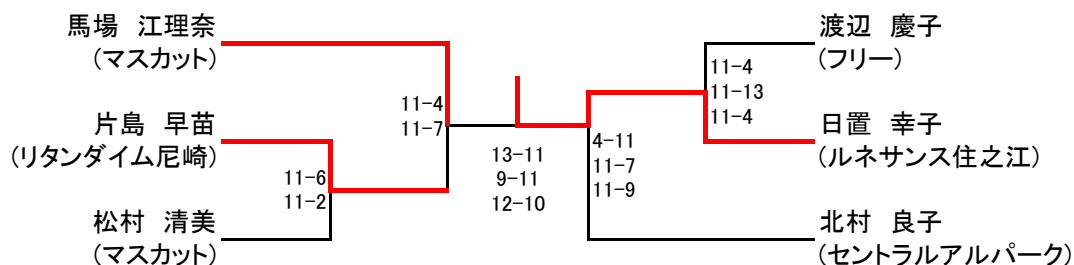 馬場　江理奈
(マスカット)
片島　早苗
(リタンダイム尼崎)
松村　清美
(マスカット)
11-6
11-2
11-4
11-7
13-11
9-11
12-10
4-11
11-7
11-9
11-4
11-13
11-4
渡辺　慶子
(フリー)
日置　幸子
(ルネサンス住之江)
北村　良子
(セントラルアルパーク)